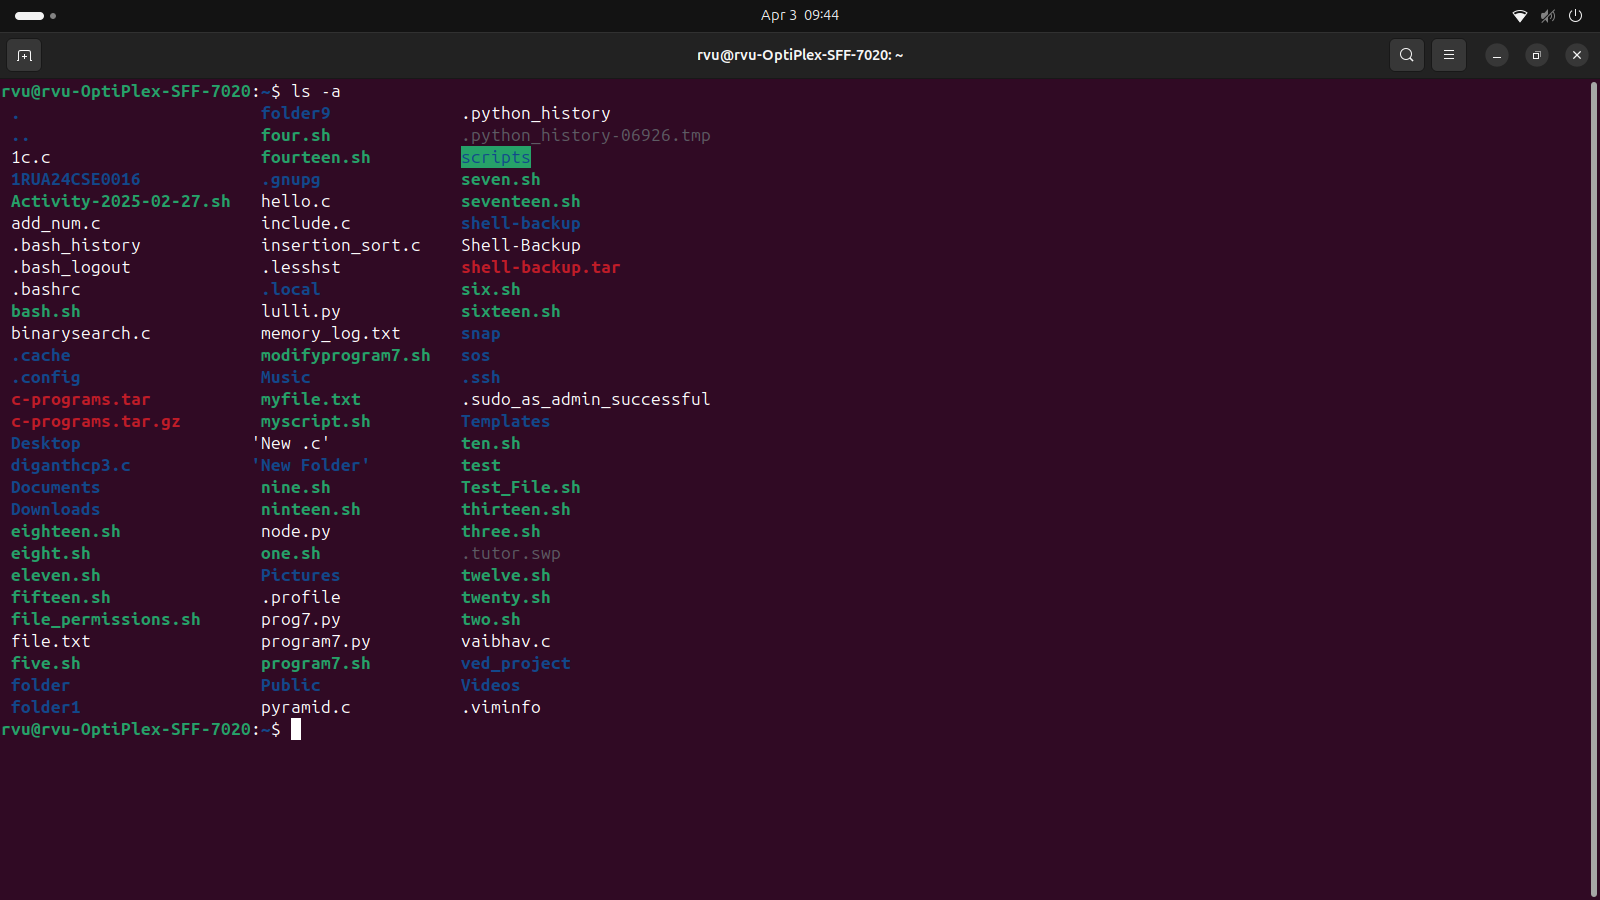 Apr 3 09:44
rvu@rvu-OptiPlex-SFF-7020: ~
rvu@rvu-OptiPlex-SFF-7020:~$ ls -a
. folder9 .python_history
.. four.sh .python_history-06926.tmp
1c.c fourteen.sh scripts
1RUA24CSE0016 .gnupg seven.sh
Activity-2025-02-27.sh hello.c seventeen.sh
add_num.c include.c shell-backup
.bash_history insertion_sort.c Shell-Backup
.bash_logout .lesshst shell-backup.tar
.bashrc .local six.sh
bash.sh lulli.py sixteen.sh
binarysearch.c memory_log.txt snap
.cache modifyprogram7.sh sos
.config Music .ssh
c-programs.tar myfile.txt .sudo_as_admin_successful
c-programs.tar.gz myscript.sh Templates
Desktop 'New .c' ten.sh
diganthcp3.c 'New Folder' test
Documents nine.sh Test_File.sh
Downloads ninteen.sh thirteen.sh
eighteen.sh node.py three.sh
eight.sh one.sh .tutor.swp
eleven.sh Pictures twelve.sh
fifteen.sh .profile twenty.sh
file_permissions.sh prog7.py two.sh
file.txt program7.py vaibhav.c
five.sh program7.sh ved_project
folder Public Videos
folder1 pyramid.c .viminfo
rvu@rvu-OptiPlex-SFF-7020:~$